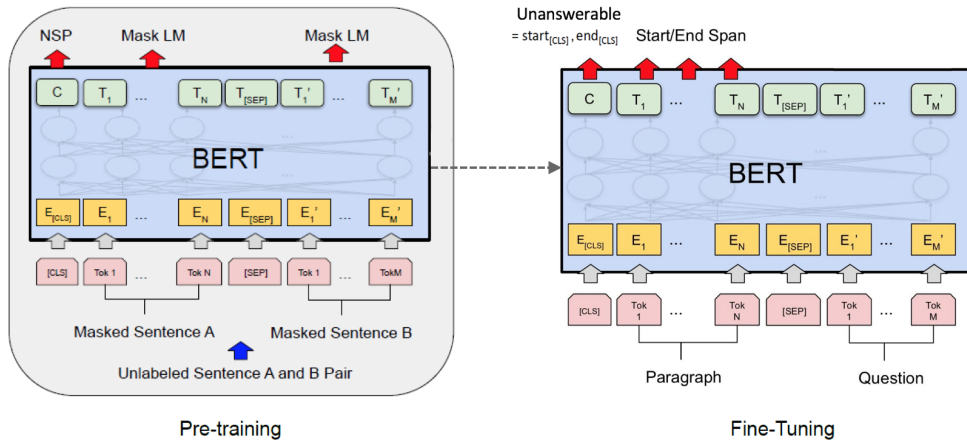 NSP Mask LM Mask LM
C T1 ... TN T[SEP] T1' ... TM'
...
...
BERT
E[CLS] E1 ... EN E[SEP] E1' ... EM'
[CLS] Tok 1 ... Tok N [SEP] Tok 1 ... TokM
Masked Sentence A Masked Sentence B
Unlabeled Sentence A and B Pair
Pre-training
Unanswerable
= start[CLS], end[CLS] Start/End Span
C T1 ... TN T[SEP] T1' ... TM'
...
...
BERT
E[CLS] E1 ... EN E[SEP] E1' ... EM'
[CLS] Tok 1 ... Tok N [SEP] Tok 1 ... Tok M
Paragraph Question
Fine-Tuning